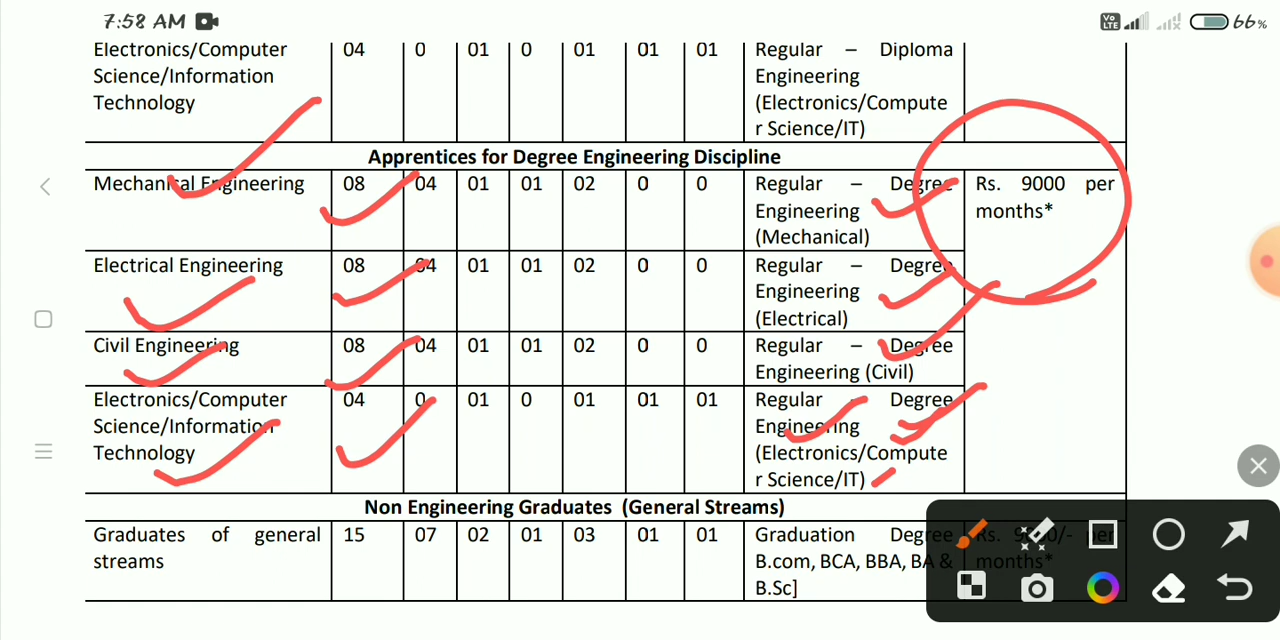 7:58 AM
Vo LTE 66%
Electronics/Computer 04 0 01 0 01 01 01 Regular – Diploma
Science/Information Engineering
Technology (Electronics/Compute
r Science/IT)
Apprentices for Degree Engineering Discipline
Mechanical Engineering 08 04 01 01 02 0 0 Regular – Degree Rs. 9000 per
Engineering months*
(Mechanical)
Electrical Engineering 08 04 01 01 02 0 0 Regular – Degree
Engineering
(Electrical)
Civil Engineering 08 04 01 01 02 0 0 Regular – Degree
Engineering (Civil)
Electronics/Computer 04 0 01 0 01 01 01 Regular – Degree
Science/Information Engineering
Technology (Electronics/Compute
r Science/IT)
Non Engineering Graduates (General Streams)
Graduates of general 15 07 02 01 03 01 01 Graduation Degree Rs. /- per
streams B.com, BCA, BBA, BA & months*
B.Sc]